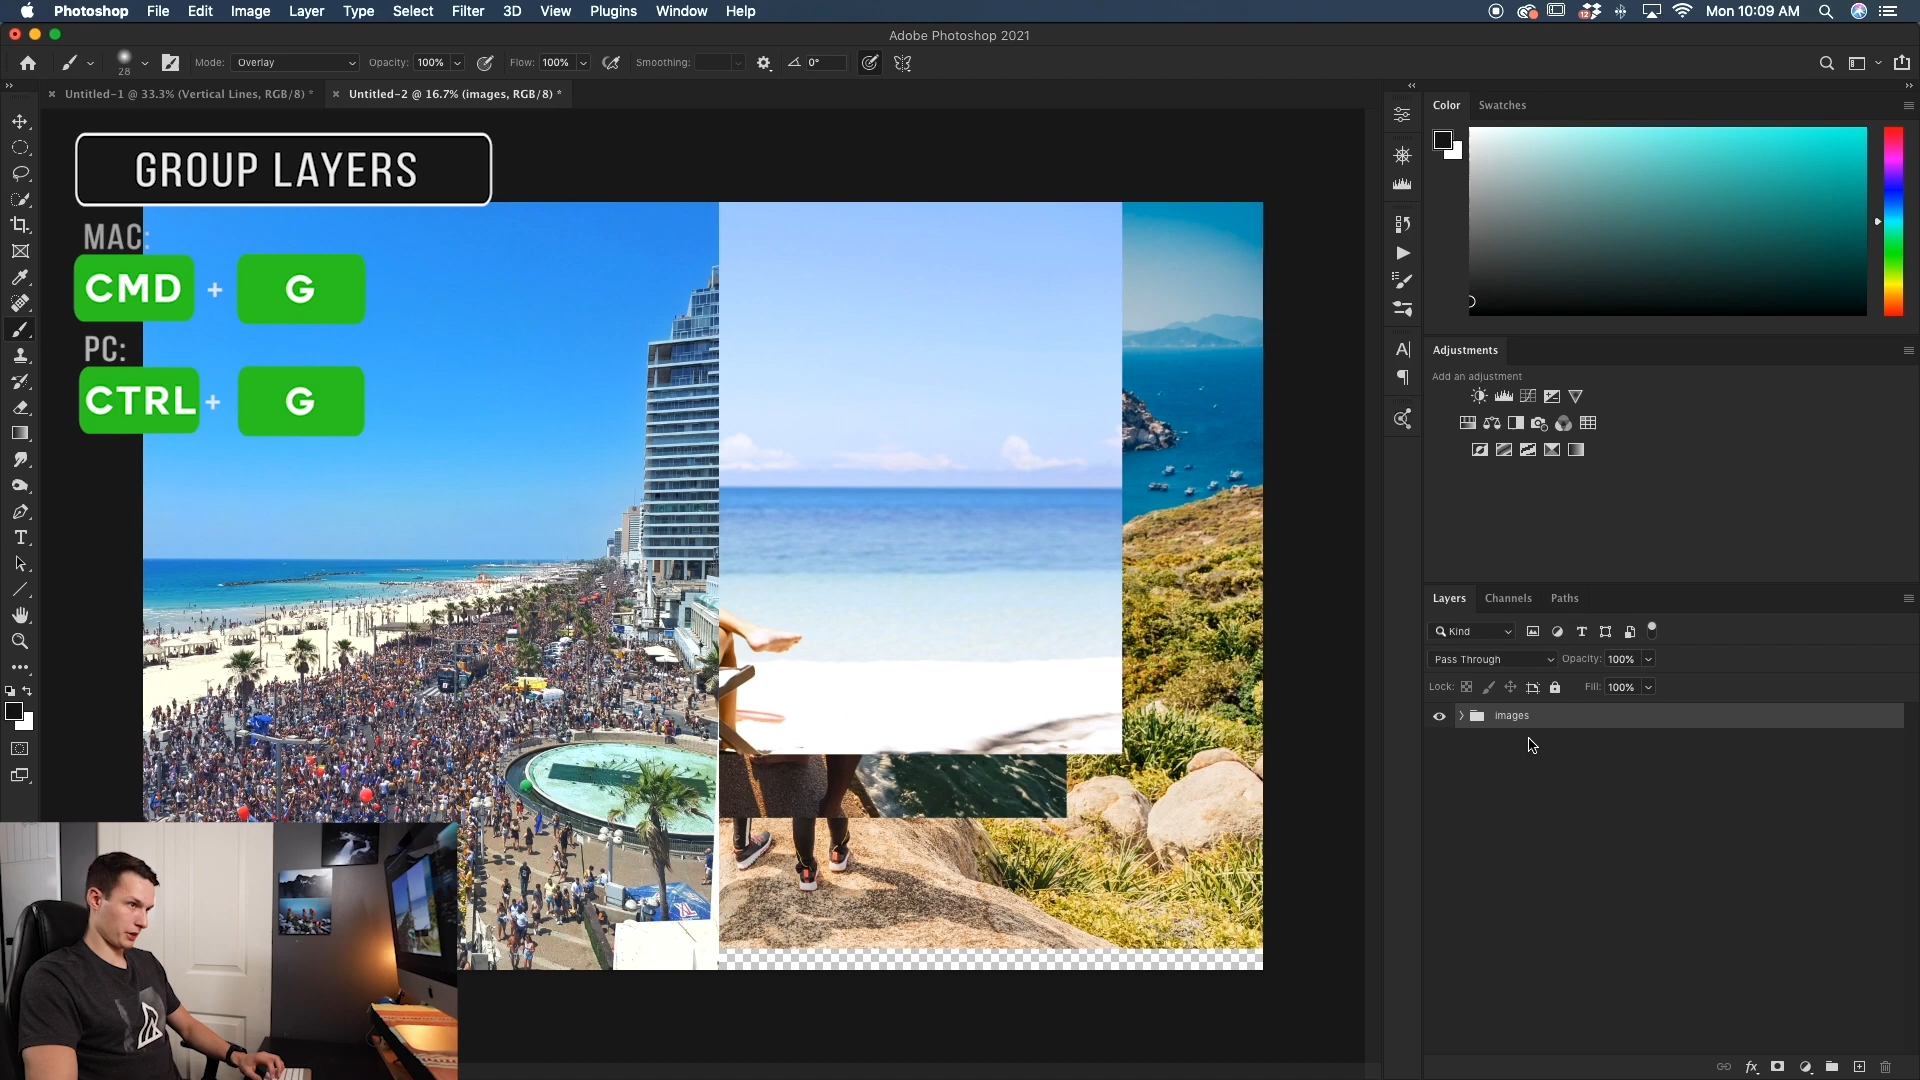 Photoshop File Edit Image Layer Type Select Filter 3D View Plugins Window Help
12
Mon 10:09 AM
Adobe Photoshop 2021
28
Mode: Overlay
Opacity: 100%
Flow: 100%
Smoothing:
0°
Untitled-1 @ 33.3% (Vertical Lines, RGB/8) *
Untitled-2 @ 16.7% (images, RGB/8) *
GROUP LAYERS
MAC:
CMD + G
PC:
CTRL + G
Color Swatches
Adjustments
Add an adjustment
Layers Channels Paths
Kind
Pass Through
Opacity: 100%
Lock:
Fill: 100%
images